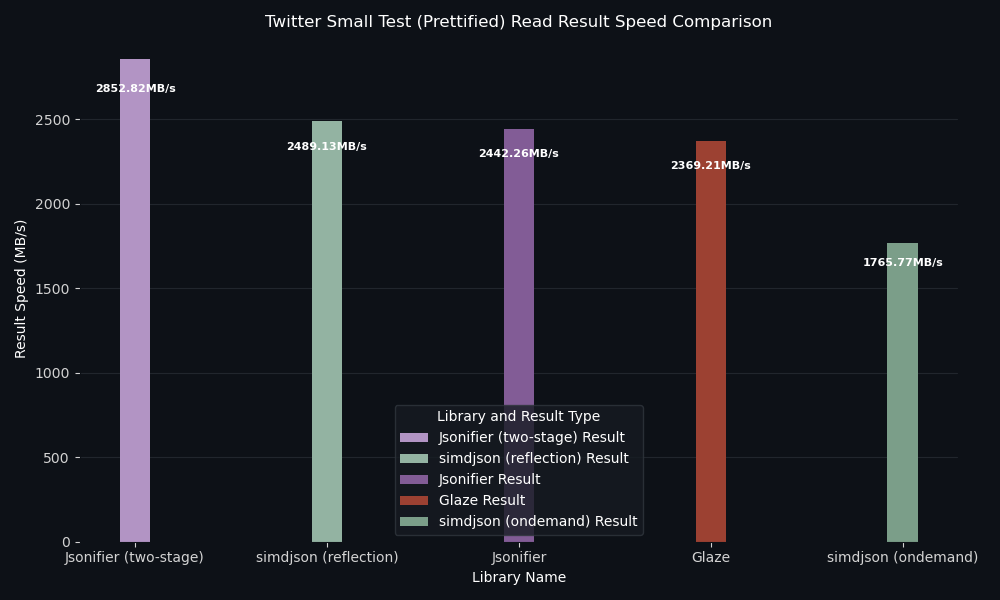 Twitter Small Test (Prettified) Read Result Speed Comparison
Result Speed (MB/s)
2500
2000
1500
1000
500
0
2852.82MB/s
2489.13MB/s
2442.26MB/s
2369.21MB/s
1765.77MB/s
Library and Result Type
Jsonifier (two-stage) Result
simdjson (reflection) Result
Jsonifier Result
Glaze Result
simdjson (ondemand) Result
Jsonifier (two-stage)
simdjson (reflection)
Jsonifier
Glaze
simdjson (ondemand)
Library Name